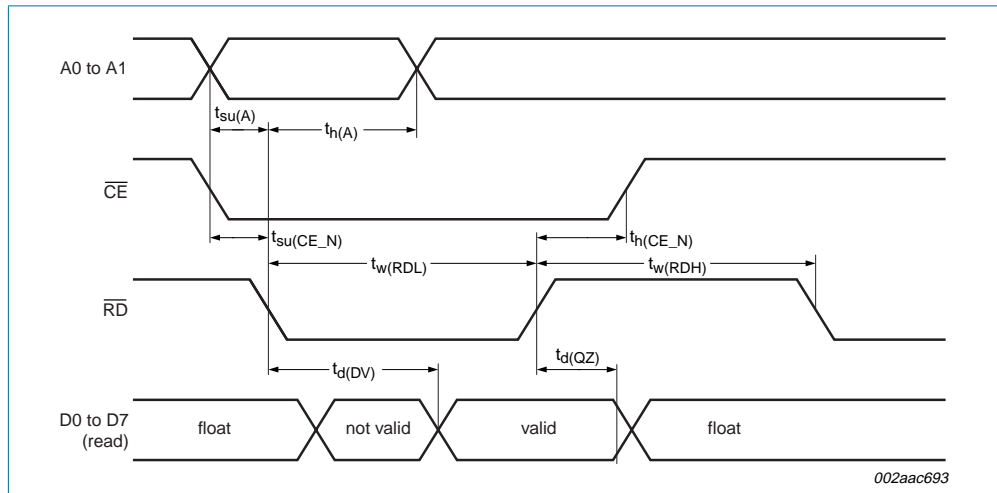 A0 to A1
tsu(A)
th(A)
CE
tsu(CE_N)
th(CE_N)
tw(RDL)
tw(RDH)
RD
td(DV)
td(QZ)
D0 to D7
(read)
float
not valid
valid
float
002aac693